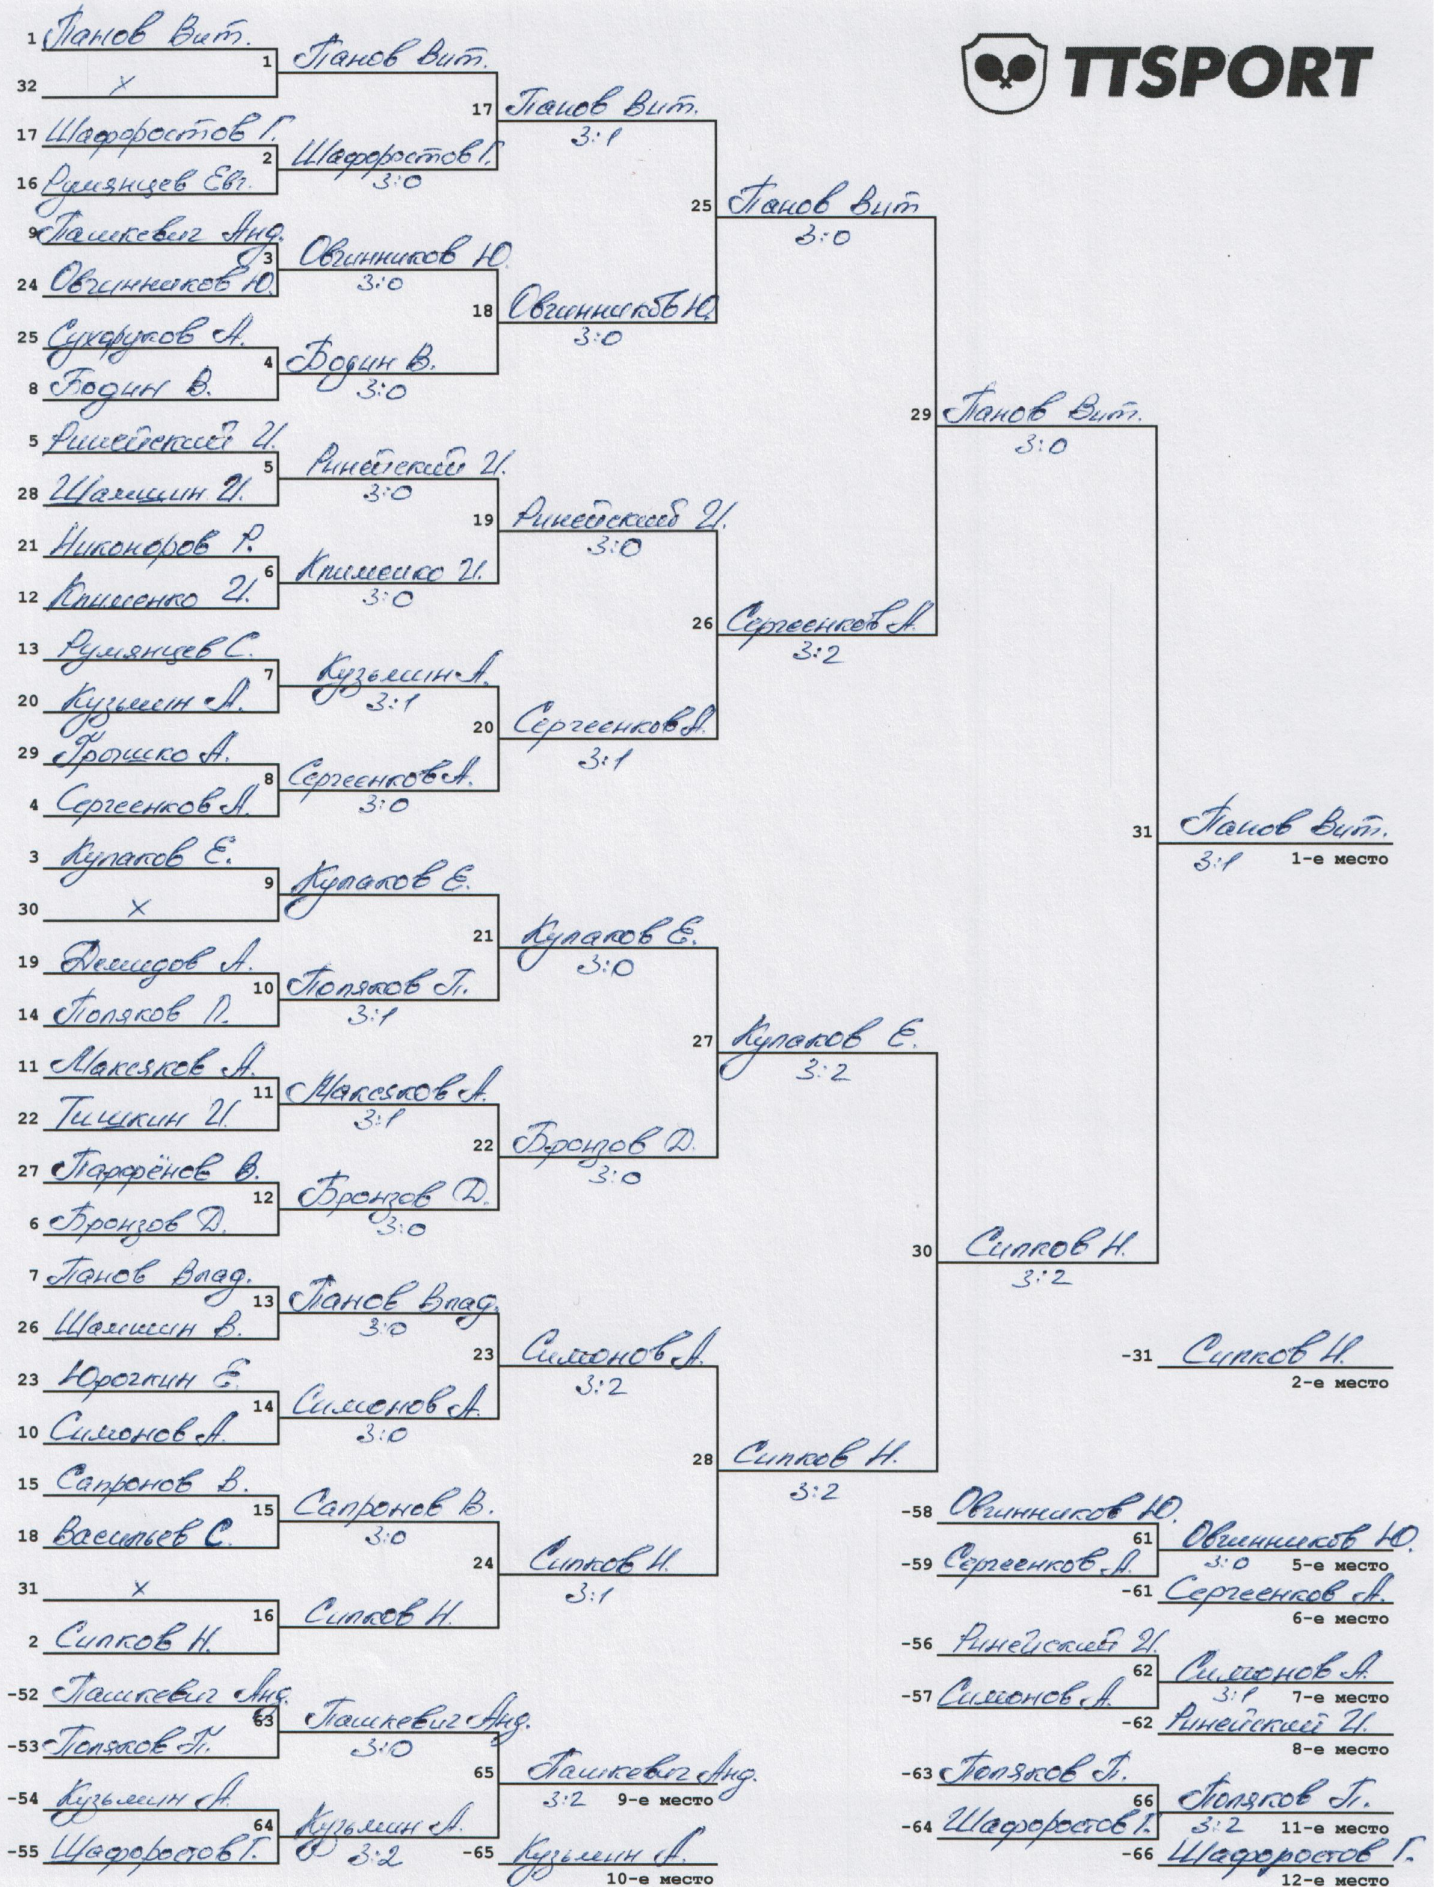 TTSPORT
1 Панов Вит.
1 Панов Вит.
32 х
17 Панов Вит.
3:1
17 Шафоростов Г.
2 Шафоростов Г.
3:0
16 Румянцев Евг.
25 Панов Вит
3:0
9 Пашкевич Анд.
3 Овчинников Ю.
3:0
24 Овчинников Ю.
18 Овчинников Ю.
3:0
25 Сухоруков А.
4 Бодин В.
3:0
8 Бодин В.
29 Панов Вит.
3:0
5 Ринейский И.
5 Ринейский И.
3:0
28 Шамшин И.
19 Ринейский И.
3:0
21 Никоноров Р.
6 Клименко И.
3:0
12 Клименко И.
26 Сергеенков А.
3:2
13 Румянцев С.
7 Кузьмин А.
3:1
20 Кузьмин А.
20 Сергеенков А.
3:1
29 Грошко А.
8 Сергеенков А.
3:0
4 Сергеенков А.
31 Панов Вит.
3:1 1-е место
3 Кулаков Е.
9 Кулаков Е.
30 х
21 Кулаков Е.
3:0
19 Демидов А.
10 Поляков П.
3:1
14 Поляков П.
27 Кулаков Е.
3:2
11 Максяков А.
11 Максяков А.
3:1
22 Тишкин И.
22 Бронзов Д.
3:0
27 Парфёнов В.
12 Бронзов Д.
3:0
6 Бронзов Д.
30 Сипков Н.
3:2
7 Панов Влад.
13 Панов Влад.
3:0
26 Шамшин В.
23 Симонов А.
3:2
-31 Сипков Н.
2-е место
23 Юрочкин Е.
14 Симонов А.
3:0
10 Симонов А.
28 Сипков Н.
3:2
15 Сапронов В.
15 Сапронов В.
3:0
18 Васильев С.
24 Сипков Н.
3:1
31 х
16 Сипков Н.
2 Сипков Н.
-58 Овчинников Ю.
61 Овчинников Ю.
3:0 5-е место
-59 Сергеенков А.
-61 Сергеенков А.
6-е место
-56 Ринейский И.
62 Симонов А.
3:1 7-е место
-57 Симонов А.
-62 Ринейский И.
8-е место
-52 Пашкевич Анд.
63 Пашкевич Анд.
3:0
-53 Поляков П.
65 Пашкевич Анд.
3:2 9-е место
-54 Кузьмин А.
64 Кузьмин А.
3:2
-55 Шафоростов Г.
-65 Кузьмин А.
10-е место
-63 Поляков П.
66 Поляков П.
3:2 11-е место
-64 Шафоростов Г.
-66 Шафоростов Г.
12-е место